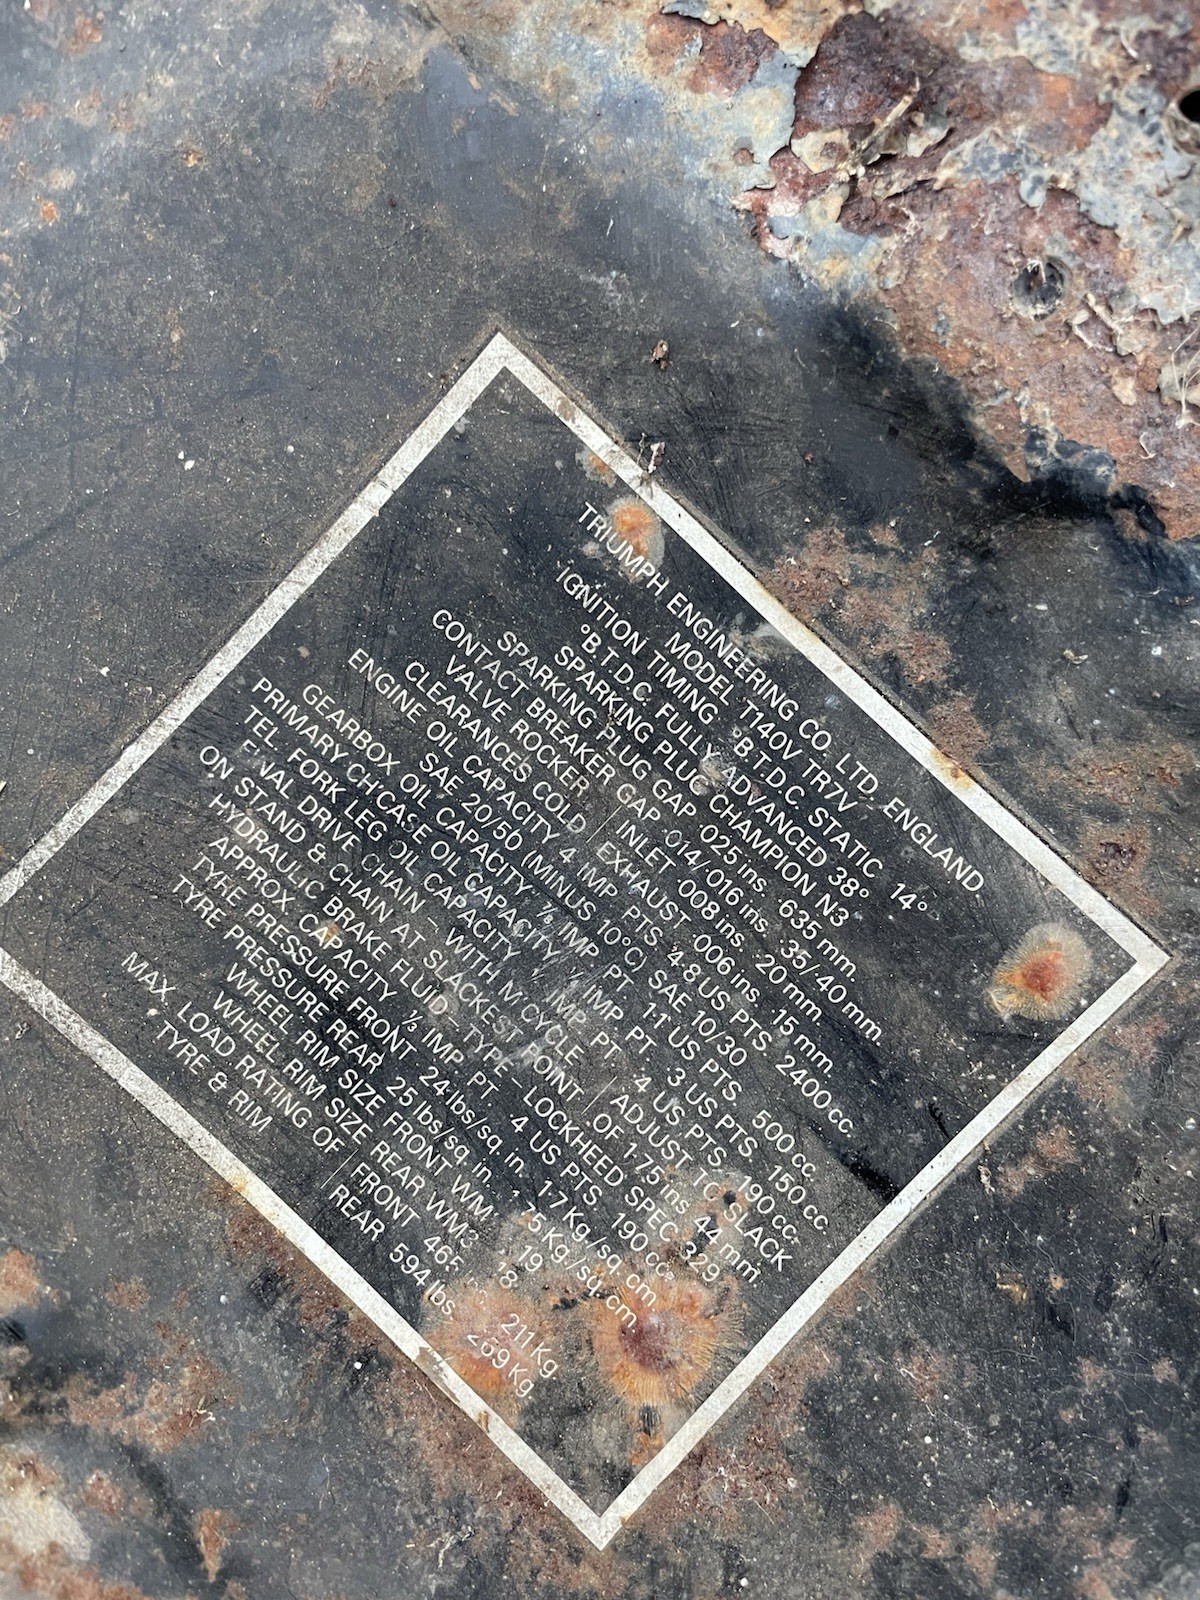 TRIUMPH ENGINEERING CO. LTD. ENGLAND
MODEL T140V TR7V
IGNITION TIMING °B.T.D.C. STATIC 14°
°B.T.D.C. FULLY ADVANCED 38°
SPARKING PLUG CHAMPION N3
SPARKING PLUG GAP ·025 ins. ·635 mm.
CONTACT BREAKER GAP ·014/·016 ins. ·35/·40 mm.
VALVE ROCKER | INLET ·008 ins. ·20 mm.
CLEARANCES COLD | EXHAUST ·006 ins. ·15 mm.
ENGINE OIL CAPACITY 4 IMP. PTS. 4·8 US PTS. 2400 cc.
SAE 20/50 (MINUS 10°C) SAE 10/30
GEARBOX OIL CAPACITY ⅞ IMP PT. 1·1 US PTS 500 cc.
PRIMARY CHCASE OIL CAPACITY IMP PT ·3 US PTS 150 cc.
TEL. FORK LEG OIL CAPACITY IMP. PT. ·4 US PTS. 190 cc.
FINAL DRIVE CHAIN – WITH M'CYCLE | ADJUST TO SLACK
ON STAND & CHAIN AT SLACKEST POINT | OF 1·75 ins 44 mm.
HYDRAULIC BRAKE FLUID – TYPE – LOCKHEED SPEC 329
APPROX. CAPACITY ⅓ IMP PT ·4 US PTS 190 cc.
TYRE PRESSURE FRONT 24 lbs/sq. in. 1·7 Kg/sq. cm.
TYRE PRESSURE REAR 25 lbs/sq. in. 75 Kg./sq. cm.
WHEEL RIM SIZE FRONT WM 19
WHEEL RIM SIZE REAR WM3 18
MAX. LOAD RATING OF | FRONT 465 211 Kg
TYRE & RIM | REAR 594 lbs 269 Kg